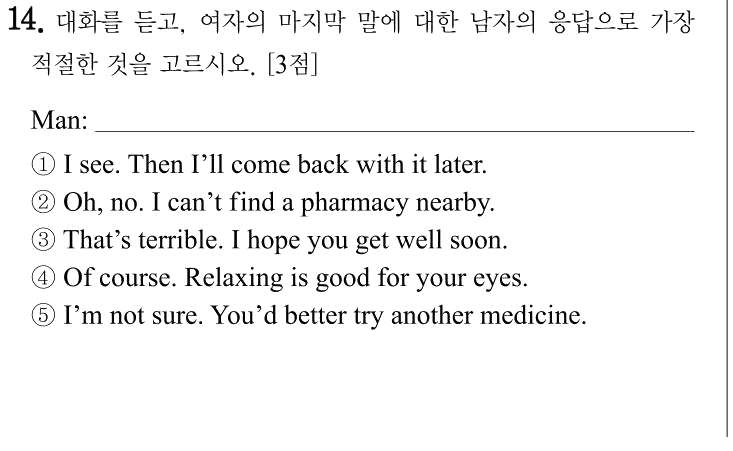 14. 대화를 듣고, 여자의 마지막 말에 대한 남자의 응답으로 가장
적절한 것을 고르시오. [3점]
Man:
① I see. Then I’ll come back with it later.
② Oh, no. I can’t find a pharmacy nearby.
③ That’s terrible. I hope you get well soon.
④ Of course. Relaxing is good for your eyes.
⑤ I’m not sure. You’d better try another medicine.